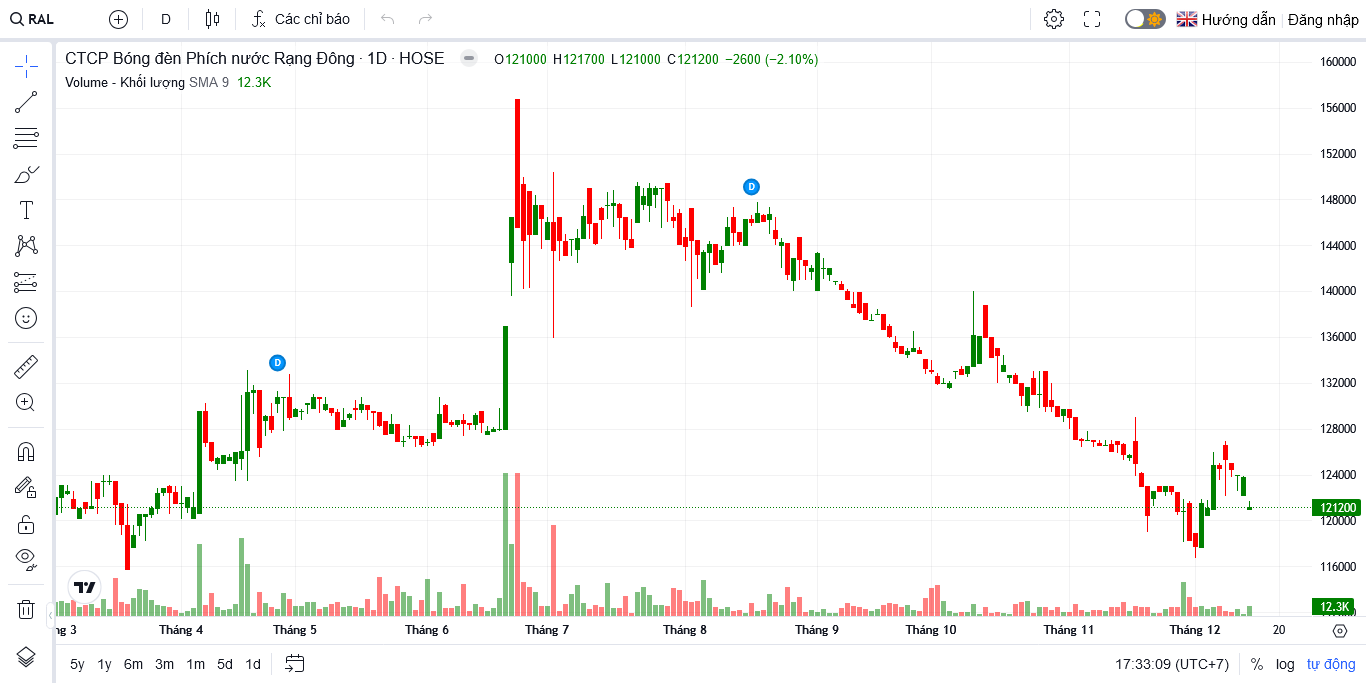 RAL D Các chỉ báo Hướng dẫn Đăng nhập
CTCP Bóng đèn Phích nước Rạng Đông · 1D · HOSE O121000 H121700 L121000 C121200 −2600 (−2.10%)
Volume - Khối lượng SMA 9 12.3K
160000
156000
152000
148000
D
144000
140000
136000
D
132000
128000
124000
121200
120000
116000
12.3K
ng 3 Tháng 4 Tháng 5 Tháng 6 Tháng 7 Tháng 8 Tháng 9 Tháng 10 Tháng 11 Tháng 12 20
5y 1y 6m 3m 1m 5d 1d 17:33:09 (UTC+7) % log tự động